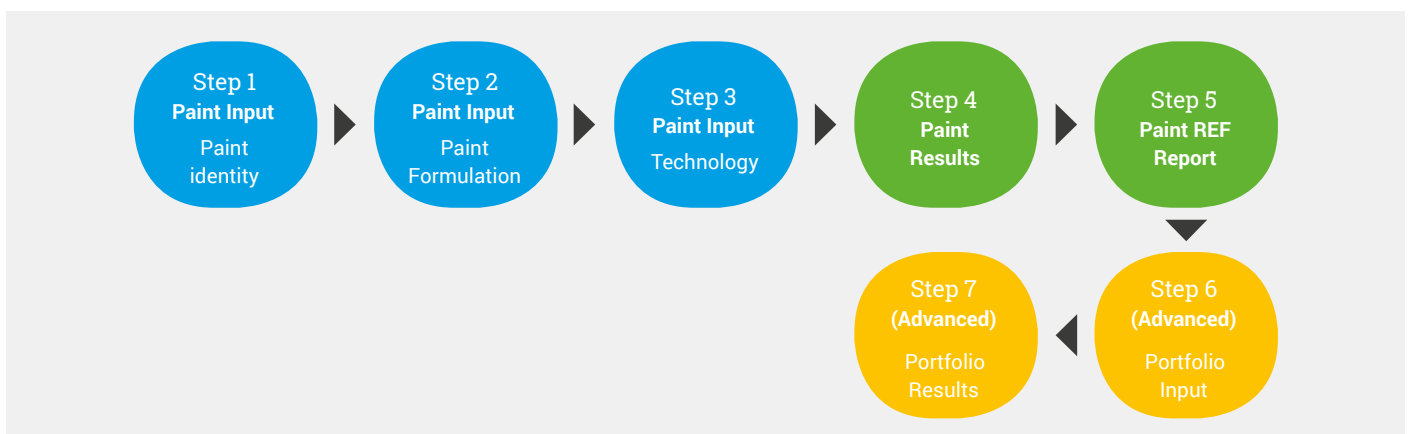 Step 1
Paint Input
Paint
identity
Step 2
Paint Input
Paint
Formulation
Step 3
Paint Input
Technology
Step 4
Paint
Results
Step 5
Paint REF
Report
Step 6
(Advanced)
Portfolio
Input
Step 7
(Advanced)
Portfolio
Results